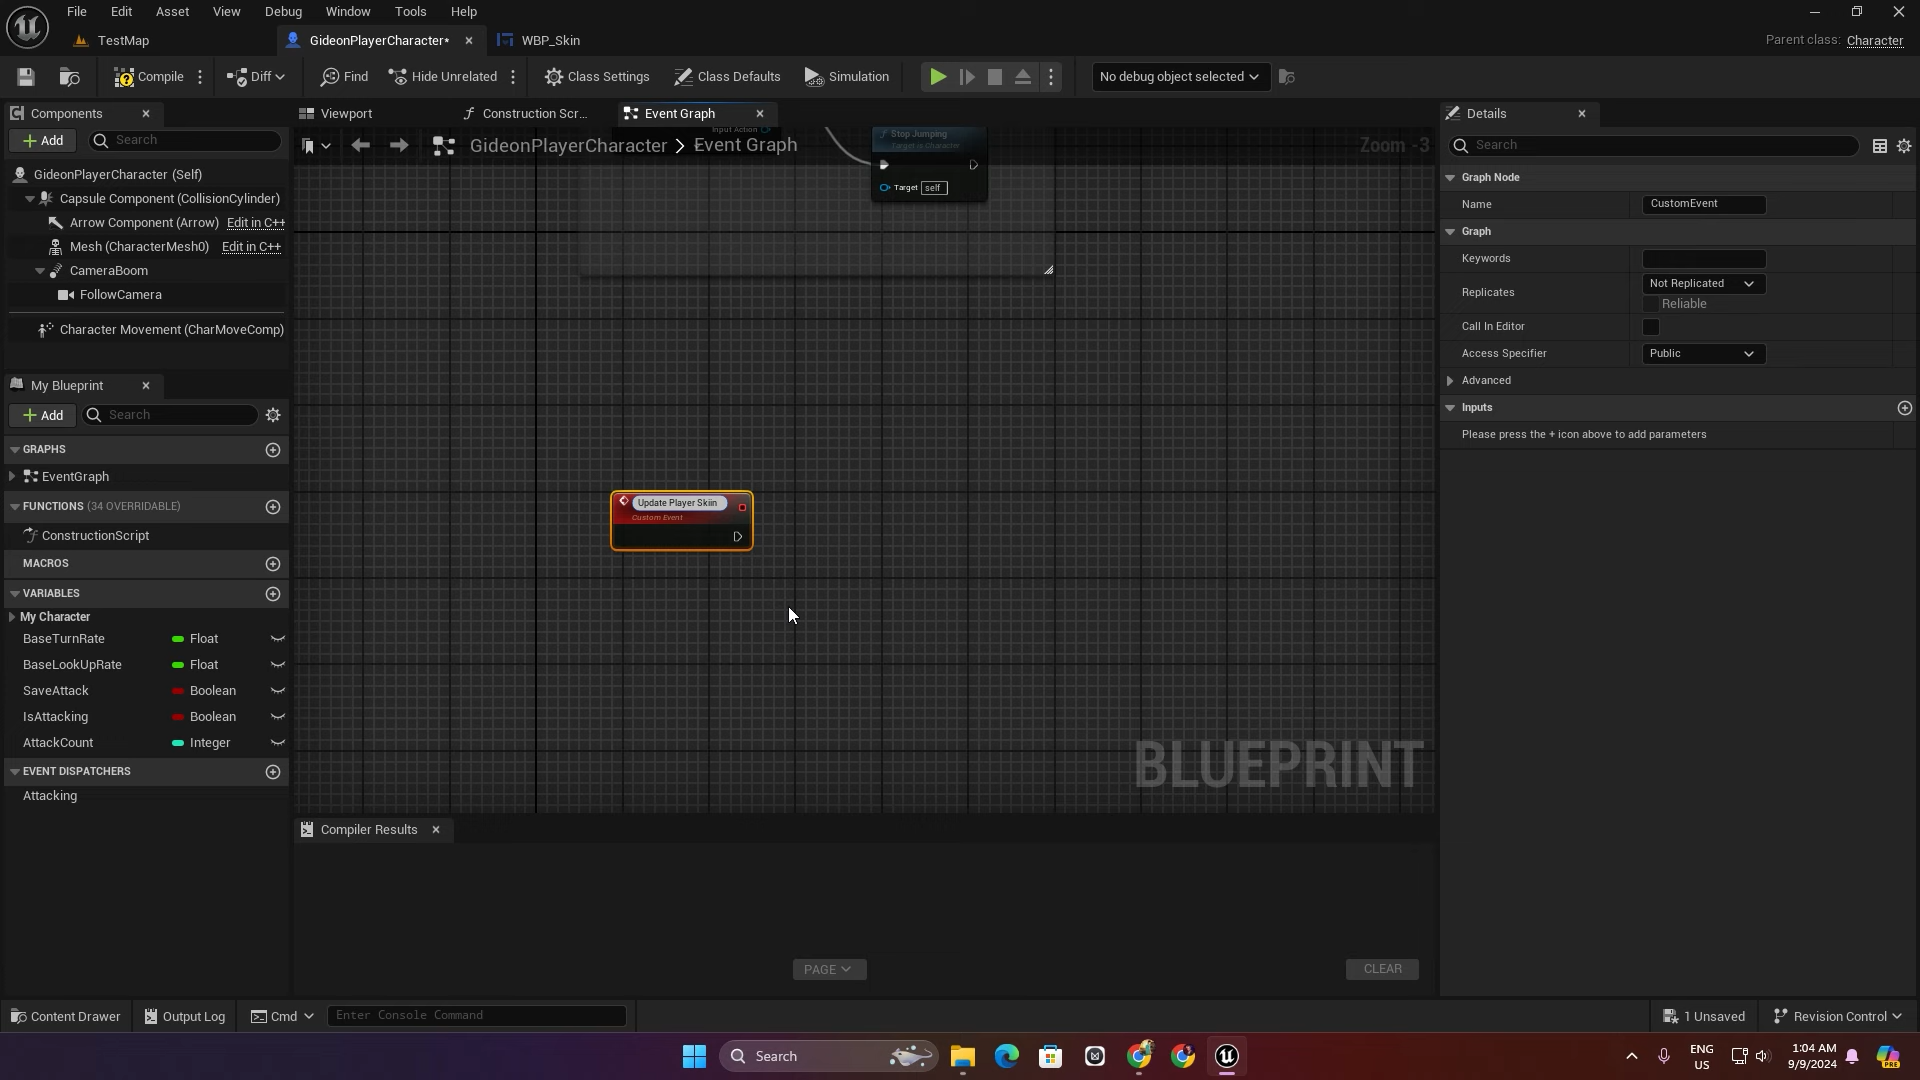 File Edit Asset View Window Debug Tools Help
TestMap
GideonPlayerCharacter*
WBP_Skin
Parent class: Character
Compile
Diff
Find
Hide Unrelated
Class Settings
Class Defaults
Simulation
No debug object selected
Components
Add
Search
GideonPlayerCharacter (Self)
Capsule Component (CollisionCylinder)
Arrow Component (Arrow) Edit in C++
Mesh (CharacterMesh0) Edit in C++
CameraBoom
FollowCamera
Character Movement (CharMoveComp)
My Blueprint
Add
Search
GRAPHS
EventGraph
FUNCTIONS (34 OVERRIDABLE)
ConstructionScript
MACROS
VARIABLES
My Character
BaseTurnRate Float
BaseLookUpRate Float
SaveAttack Boolean
IsAttacking Boolean
AttackCount Integer
EVENT DISPATCHERS
Attacking
Viewport
Construction Scr...
Event Graph
GideonPlayerCharacter > Event Graph
Zoom -3
Input Action
Stop Jumping
Target is Character
Target self
Update Player Skiin
Custom Event
BLUEPRINT
Compiler Results
PAGE
CLEAR
Details
Search
Graph Node
Name CustomEvent
Graph
Keywords
Replicates Not Replicated
Reliable
Call In Editor
Access Specifier Public
Advanced
Inputs
Please press the + icon above to add parameters
Content Drawer
Output Log
Cmd
Enter Console Command
1 Unsaved
Revision Control
Search
ENG
US
1:04 AM
9/9/2024
PRE